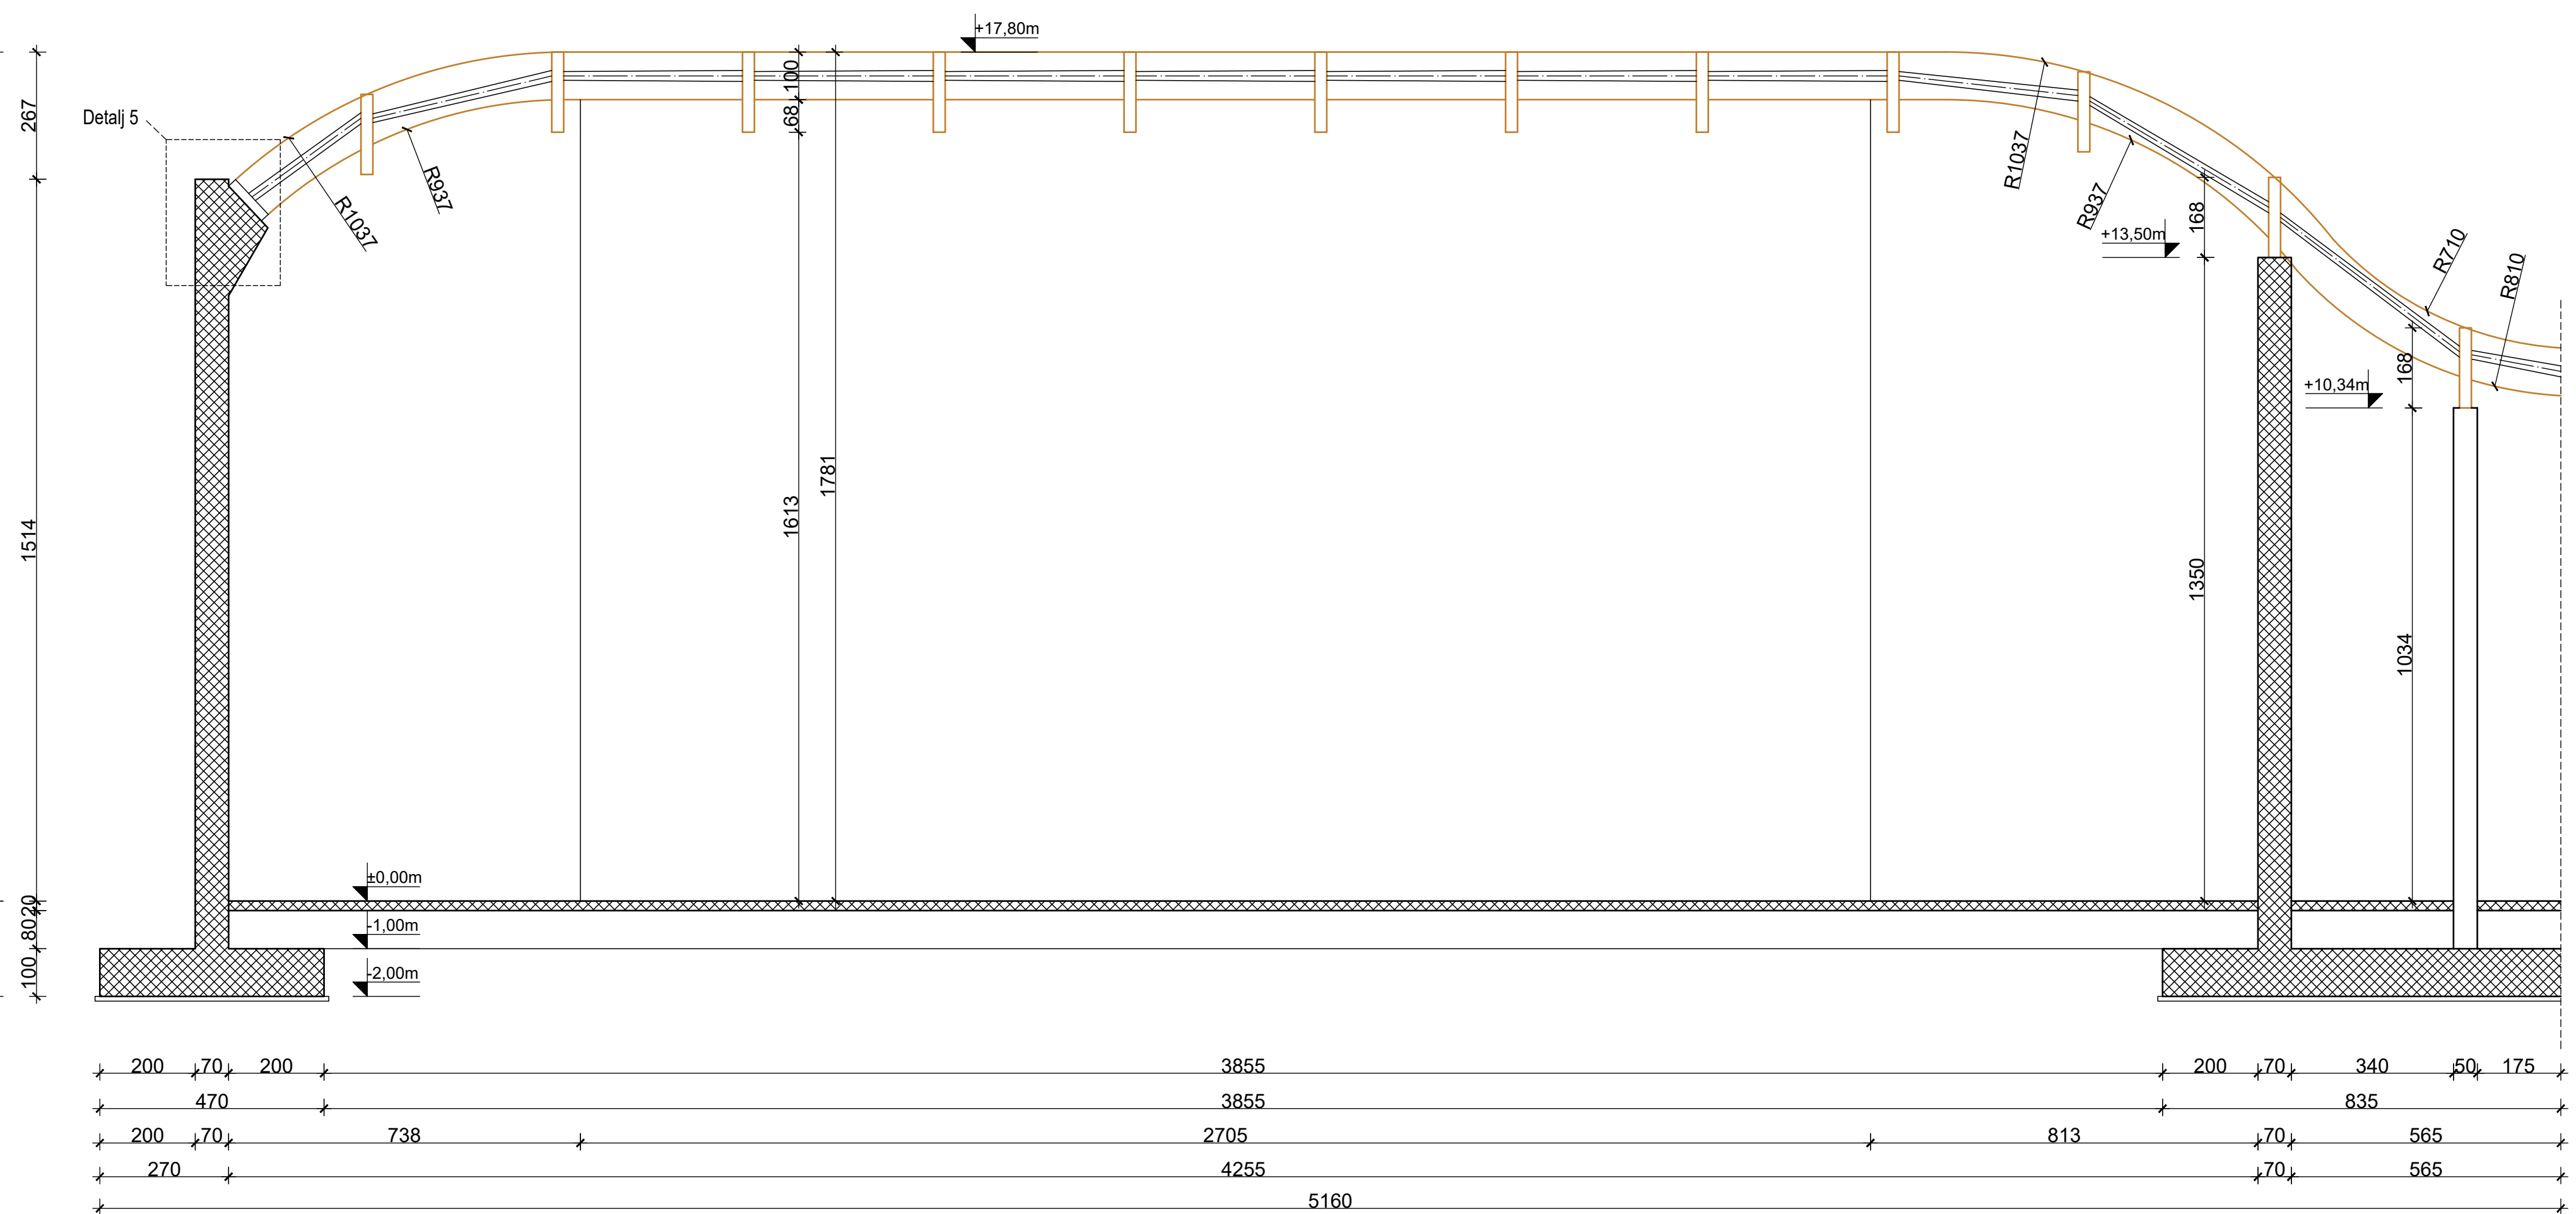 +17,80m
100
68
267
Detalj 5
R1037
R937
R1037
R937
168
+13,50m
R710
R810
168
+10,34m
1781
1613
1514
1350
1034
±0,00m
20
80
-1,00m
100
-2,00m
200 70 200 3855 200 70 340 50 175
470 3855 835
200 70 738 2705 813 70 565
270 4255 70 565
5160